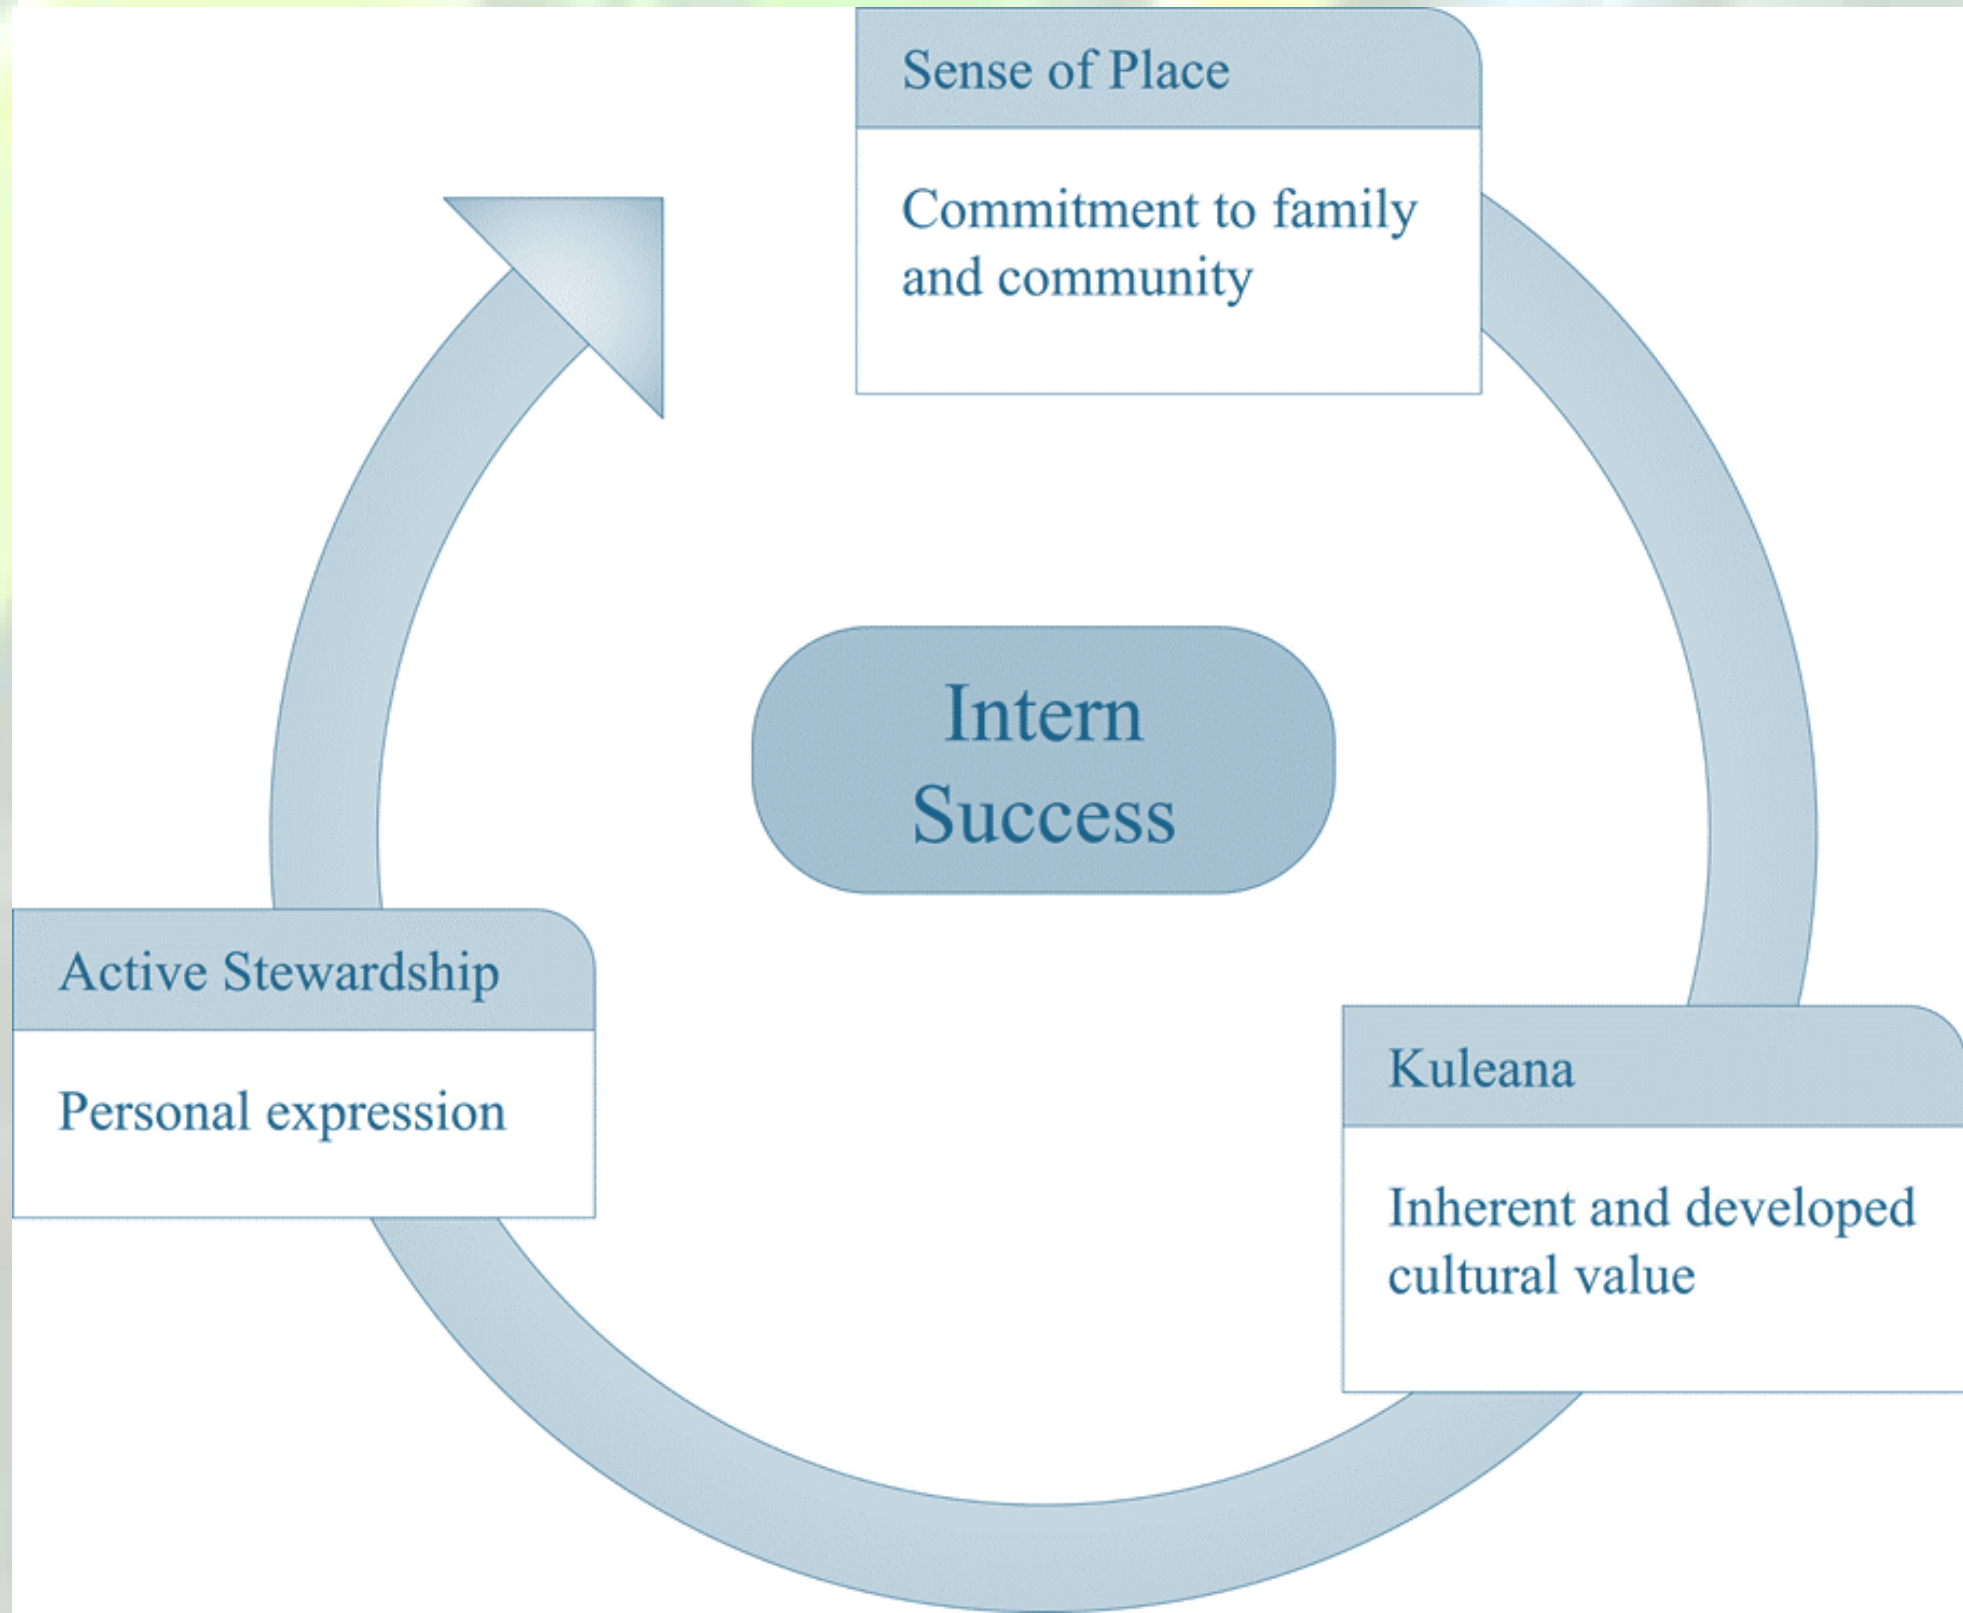 Sense of Place
Commitment to family
and community
Intern
Success
Active Stewardship
Personal expression
Kuleana
Inherent and developed
cultural value